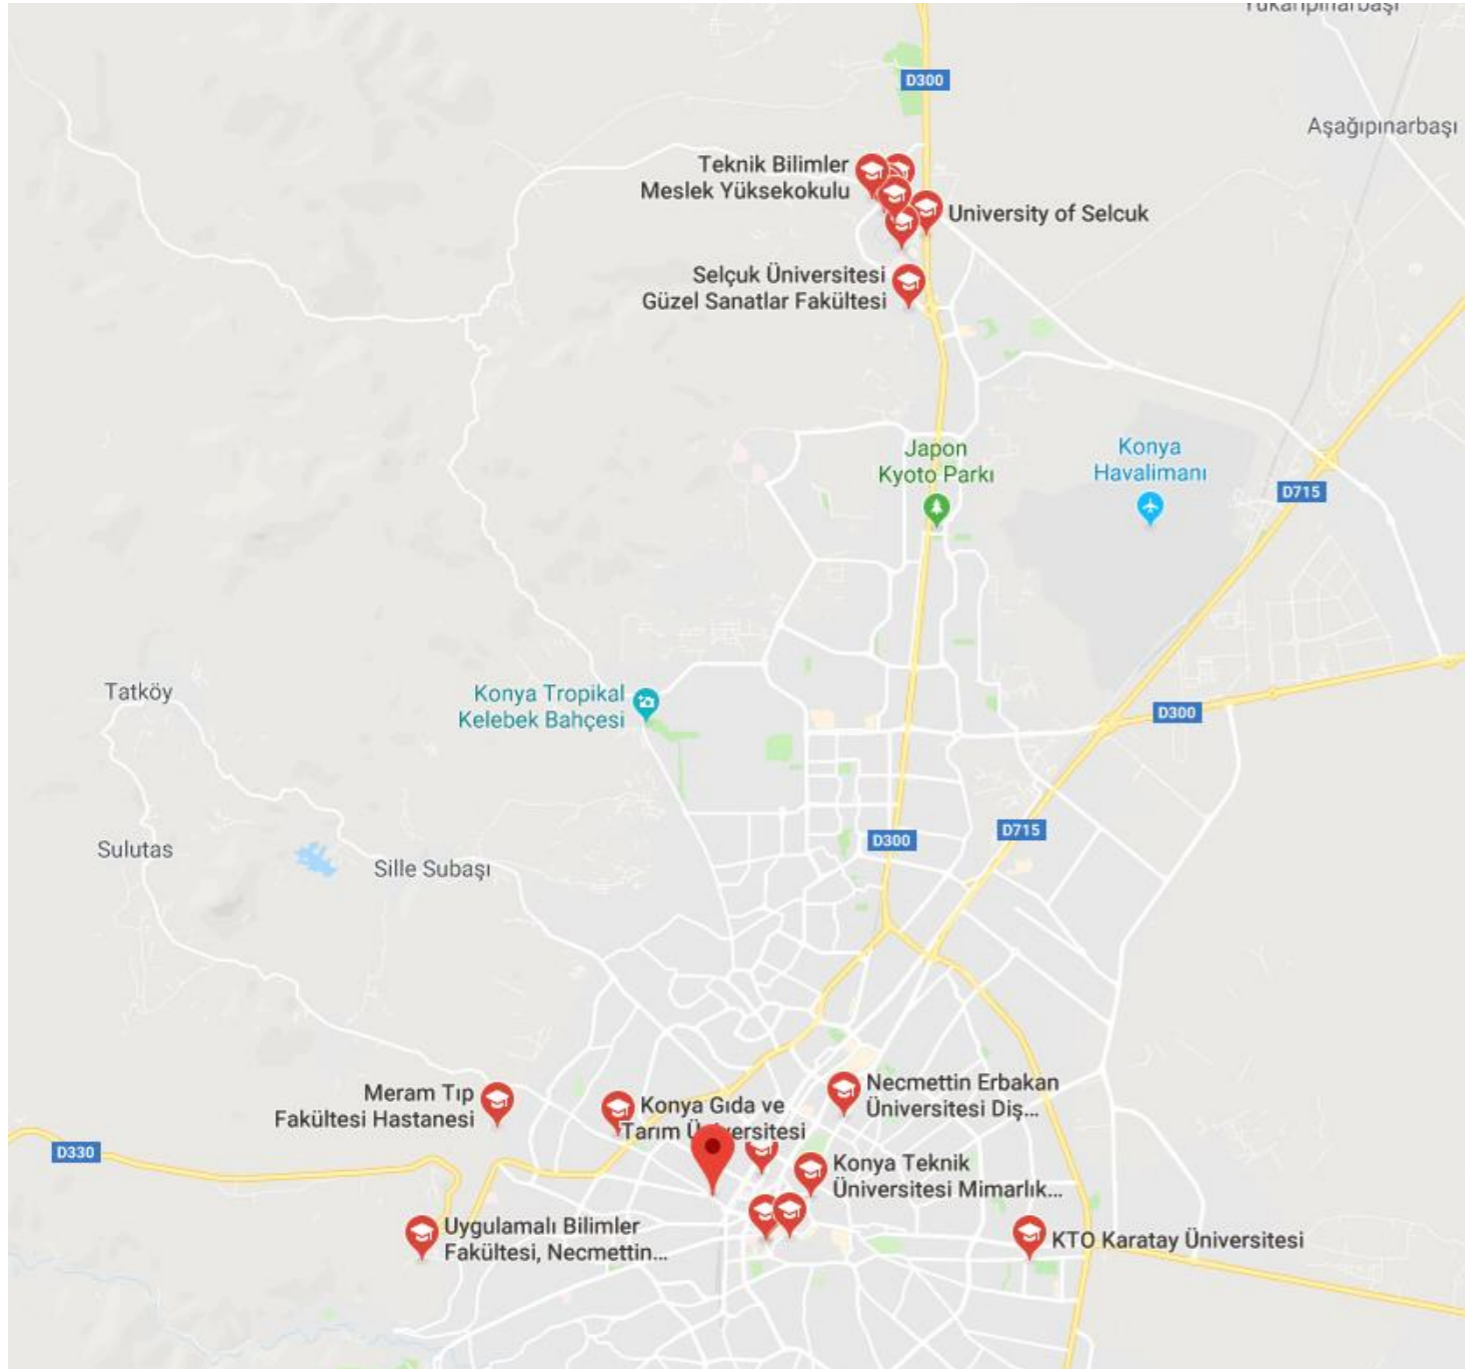 Yukarıpınarbaşı
D300
Aşağıpınarbaşı
Teknik Bilimler
Meslek Yüksekokulu
University of Selcuk
Selçuk Üniversitesi
Güzel Sanatlar Fakültesi
Japon
Kyoto Parkı
Konya
Havalimanı
D715
Tatköy
Konya Tropikal
Kelebek Bahçesi
D300
Sulutas
Sille Subaşı
D300
D715
Meram Tıp
Fakültesi Hastanesi
Konya Gıda ve
Tarım Üniversitesi
Necmettin Erbakan
Üniversitesi Diş...
D330
Konya Teknik
Üniversitesi Mimarlık...
Uygulamalı Bilimler
Fakültesi, Necmettin...
KTO Karatay Üniversitesi